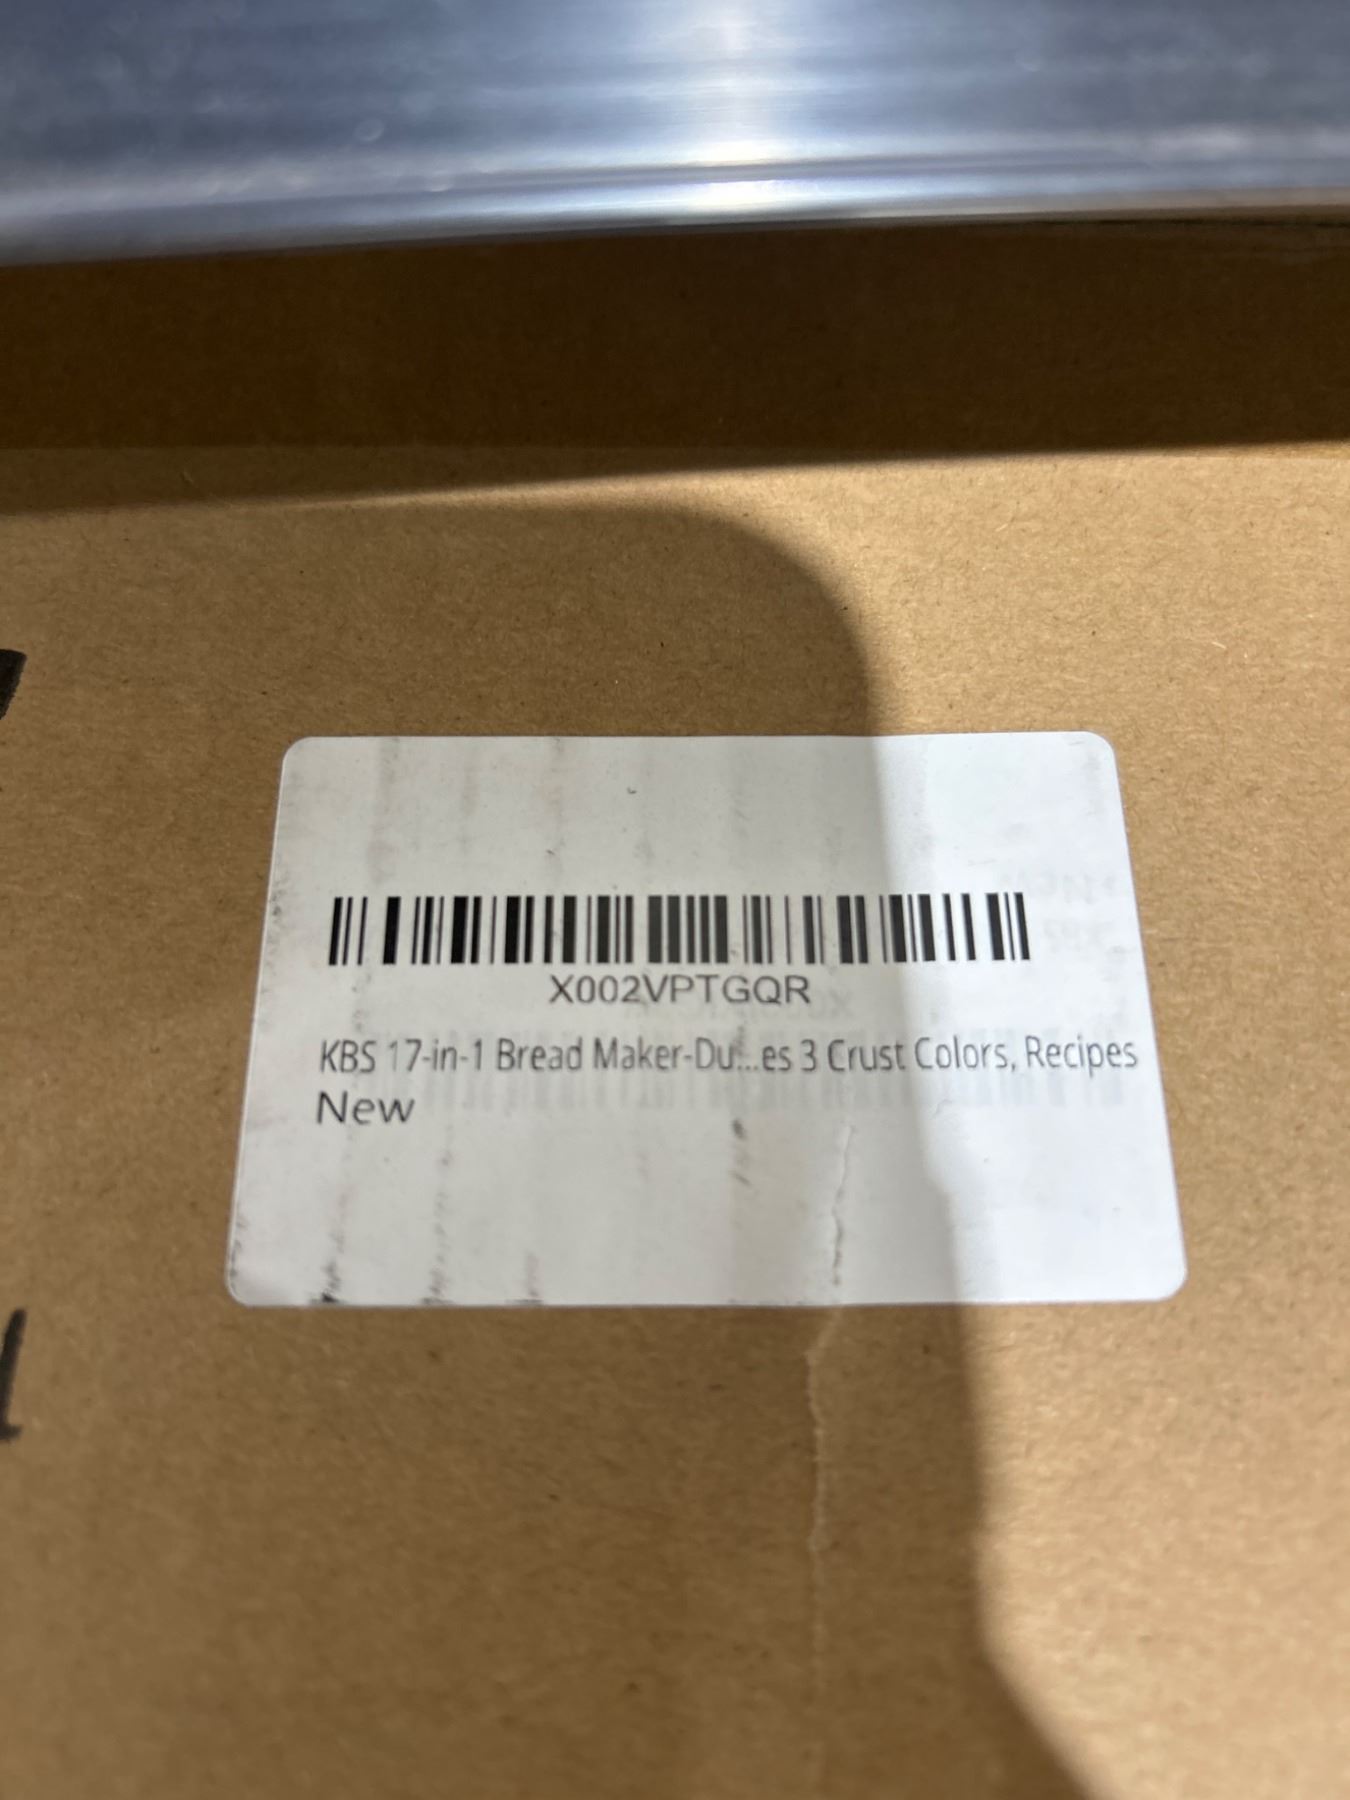 X002VPTGQR
KBS 17-in-1 Bread Maker-Du...es 3 Crust Colors, Recipes
New